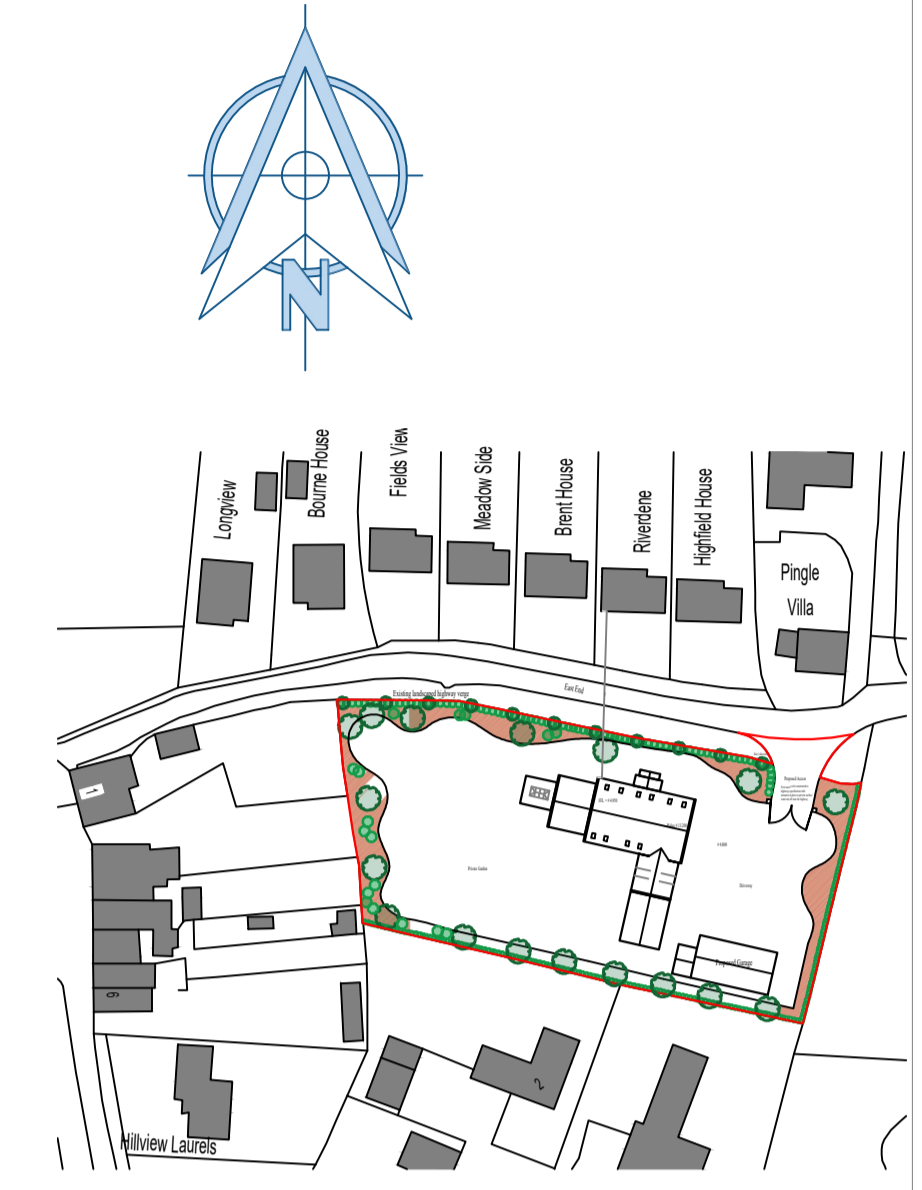 N
Longview
Bourne House
Fields View
Meadow Side
Brent House
Riverdene
Highfield House
Pingle
Villa
East End
Existing landscaped highway verge
1
Proposed Access
Private Garden
Driveway
Proposed Garage
6
2
Hillview Laurels